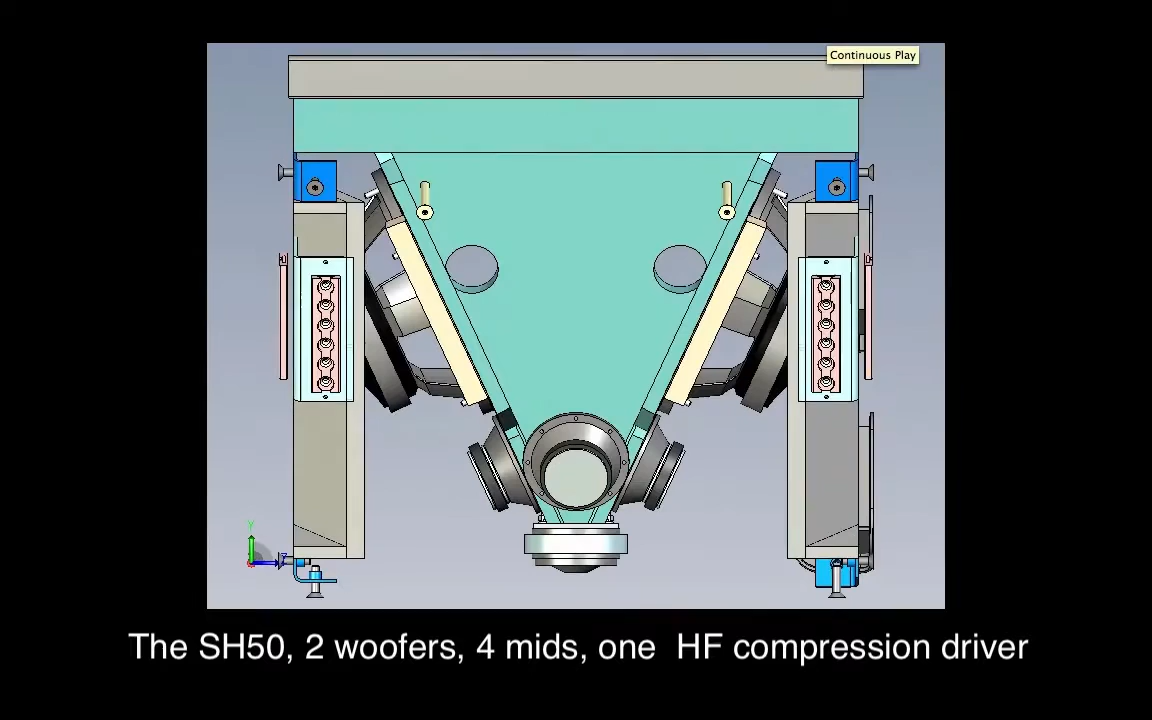 Continuous Play
Y
The SH50, 2 woofers, 4 mids, one  HF compression driver